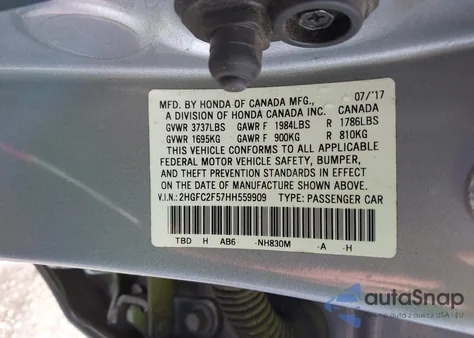 07/'17
MFD. BY HONDA OF CANADA MFG., CANADA
A DIVISION OF HONDA CANADA INC.
GVWR 3737LBS GAWR F 1984LBS R 1786LBS
GVWR 1695KG GAWR F 900KG R 810KG
THIS VEHICLE CONFORMS TO ALL APPLICABLE
FEDERAL MOTOR VEHICLE SAFETY, BUMPER,
AND THEFT PREVENTION STANDARDS IN EFFECT
ON THE DATE OF MANUFACTURE SHOWN ABOVE.
V.I.N.: 2HGFC2F57HH559909 TYPE: PASSENGER CAR
TBD H AB6 -NH830M -A -H
autoSnap